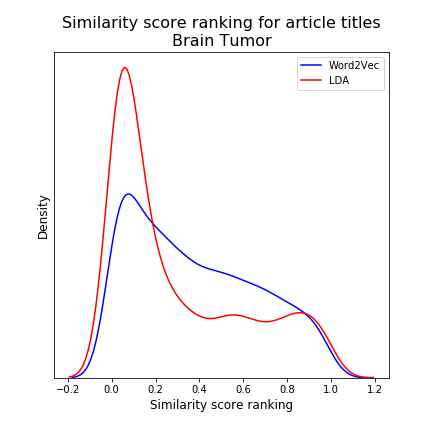 Similarity score ranking for article titles
Brain Tumor
Word2Vec
LDA
Density
−0.2 0.0 0.2 0.4 0.6 0.8 1.0 1.2
Similarity score ranking